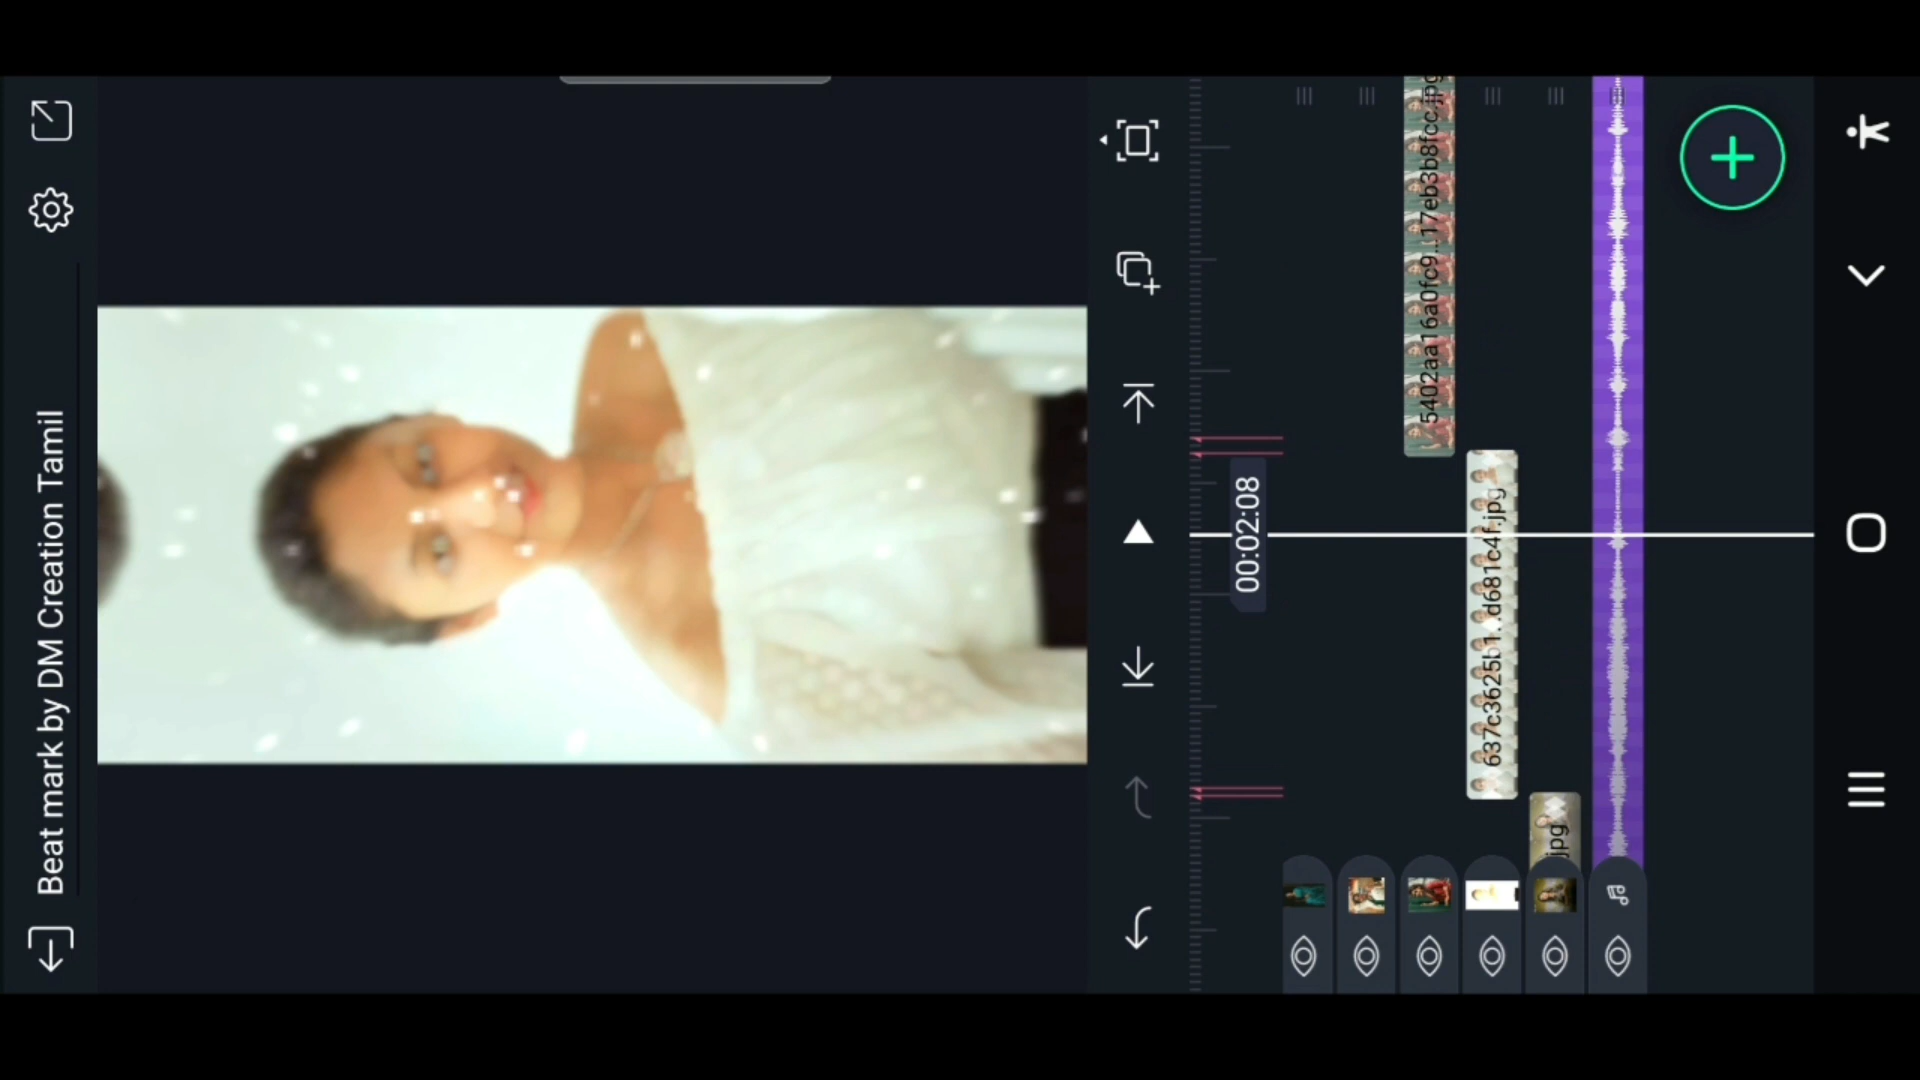 Beat mark by DM Creation Tamil
00:02:08
5402aa16a0fc9...17eb3b8fcc.jpg
637c3625b1...d681c4f.jpg
jpg